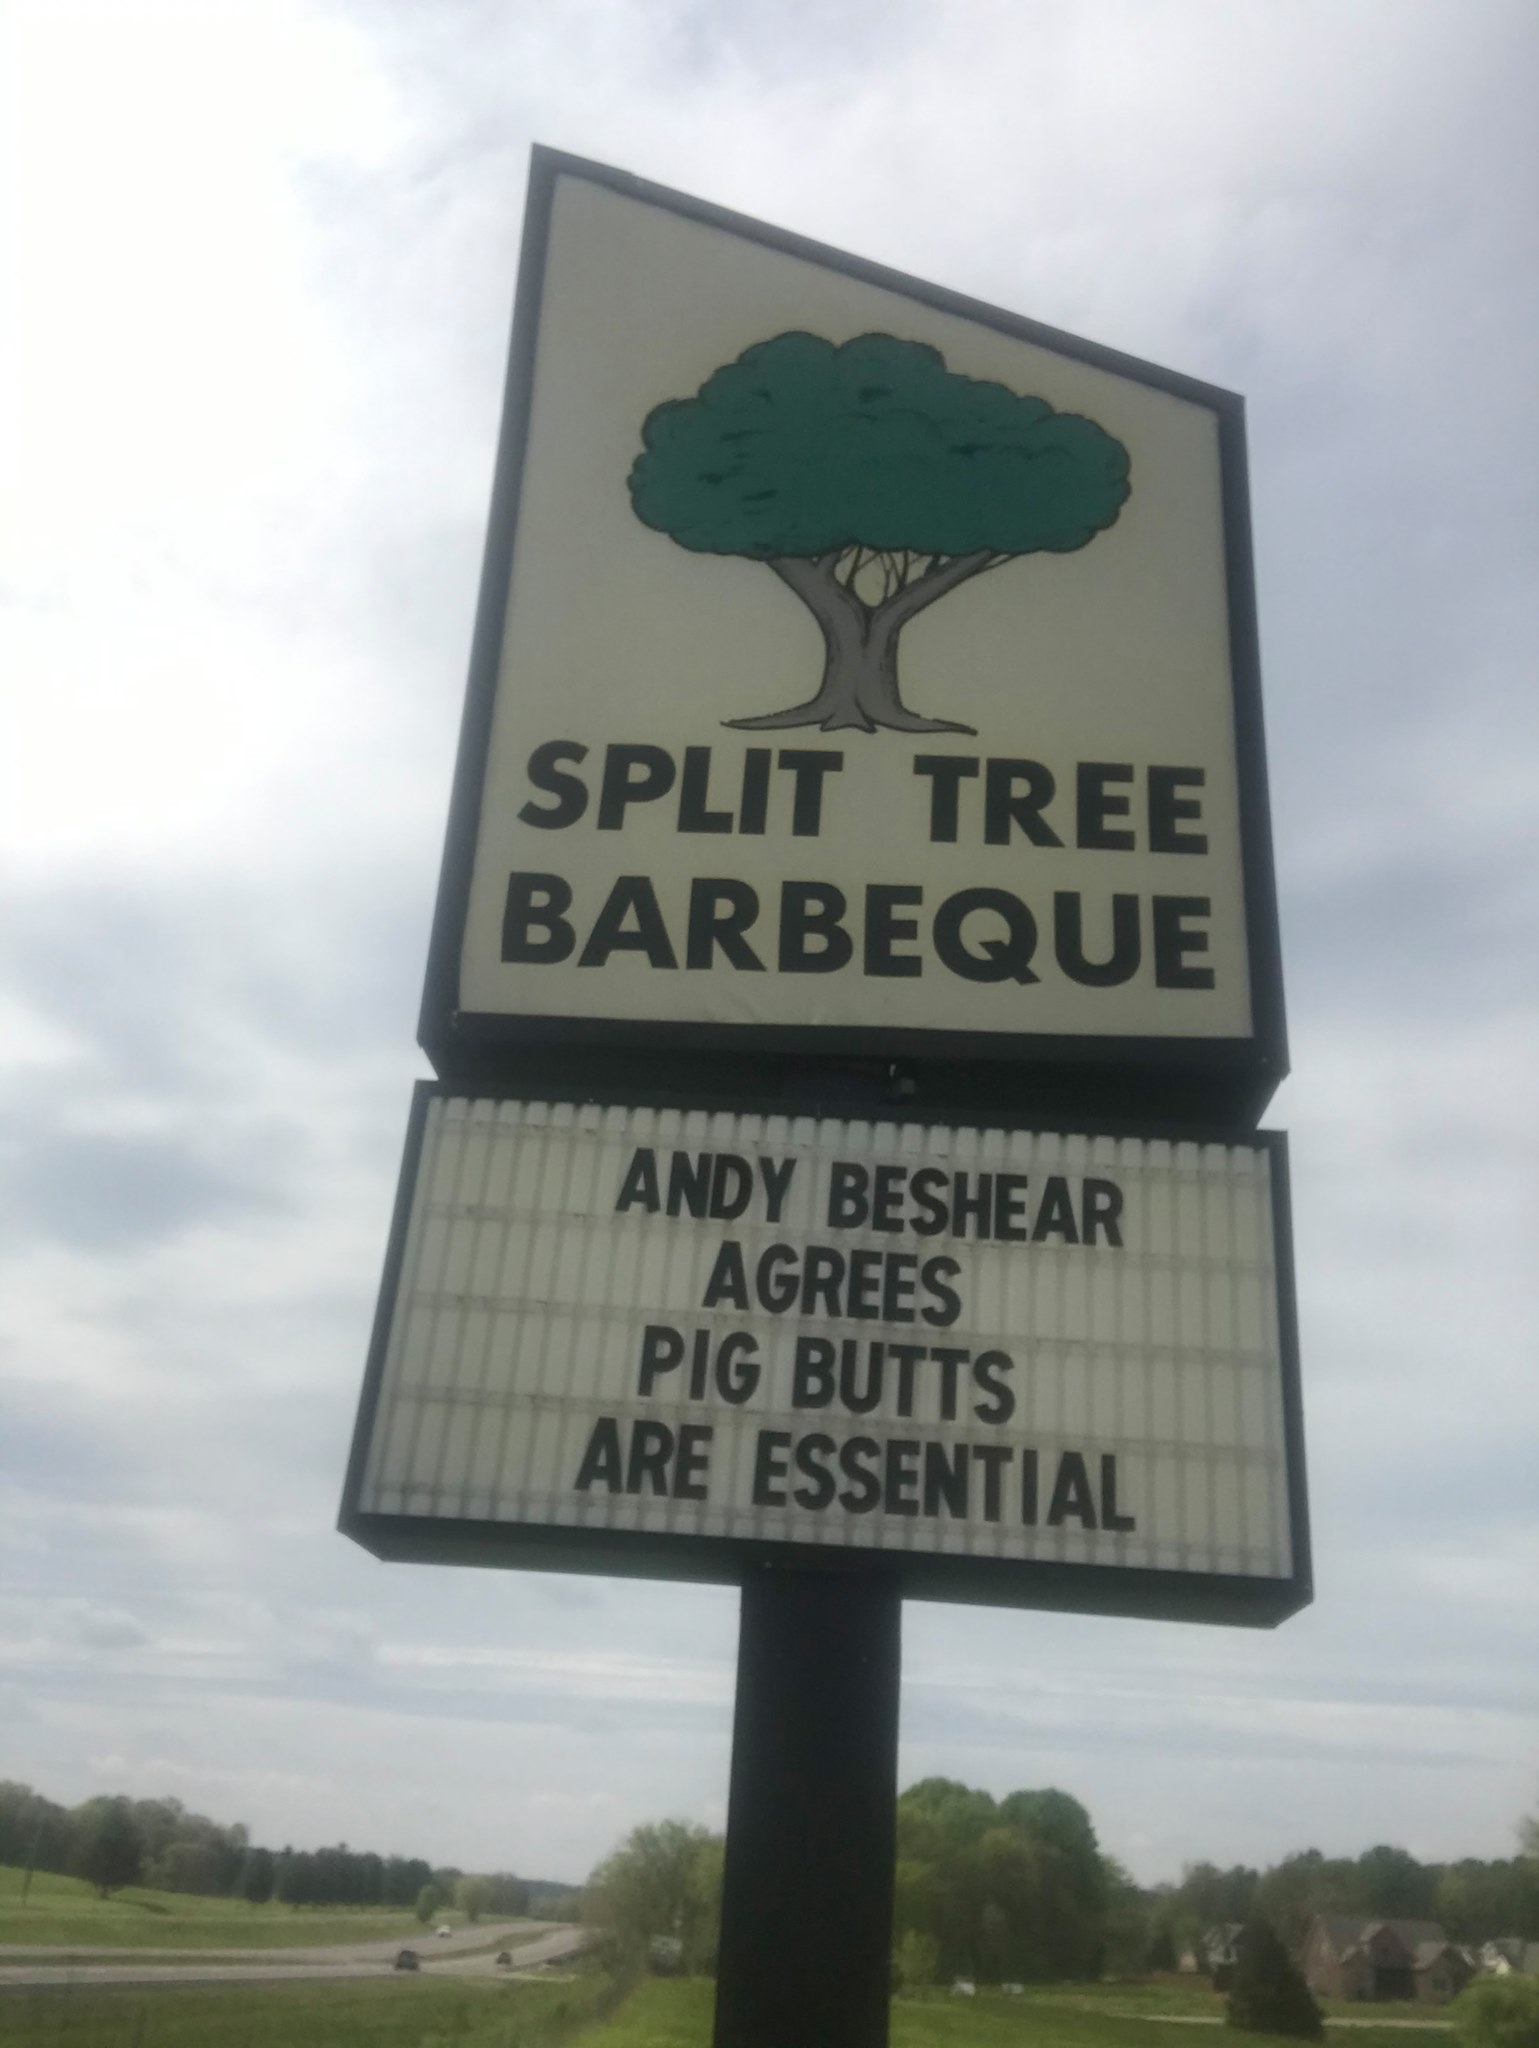 SPLIT TREE
BARBEQUE
ANDY BESHEAR
AGREES
PIG BUTTS
ARE ESSENTIAL